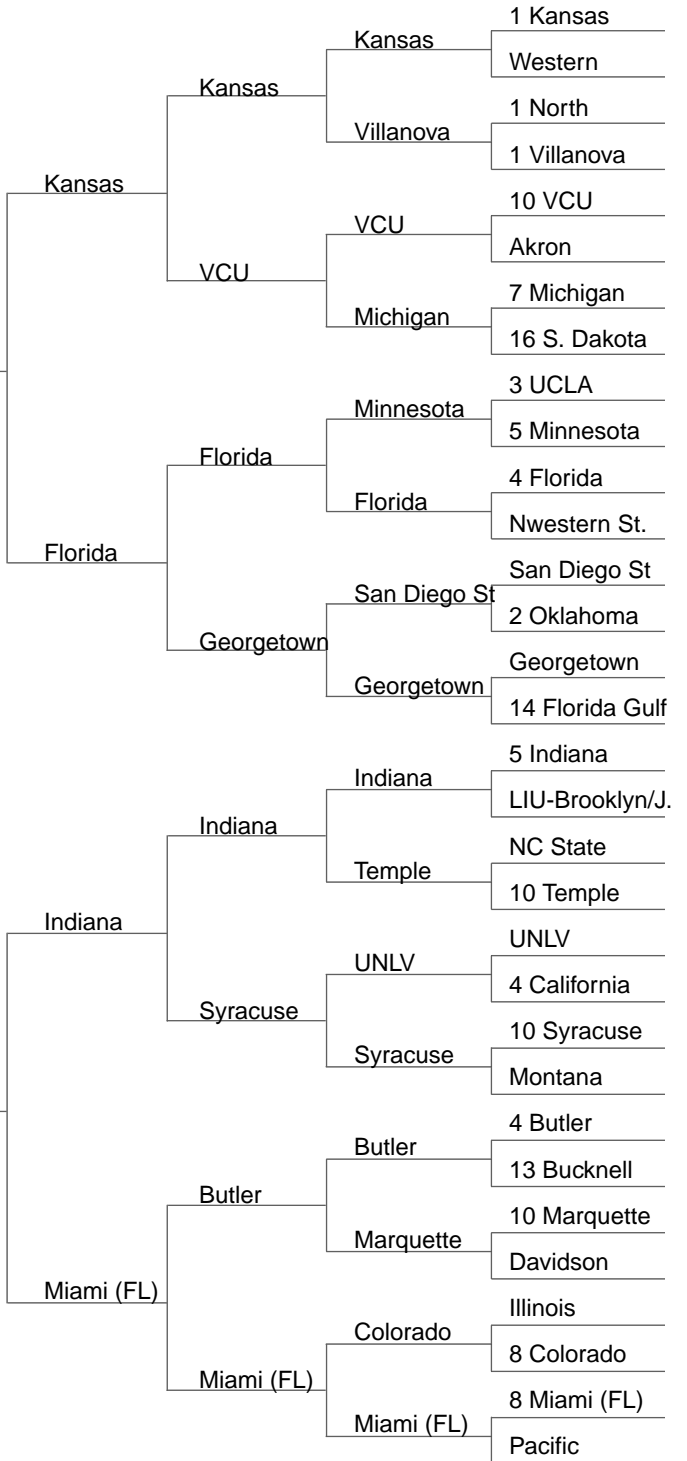 1 Kansas
Kansas
Western
Kansas
1 North
Villanova
1 Villanova
Kansas
10 VCU
VCU
Akron
VCU
7 Michigan
Michigan
16 S. Dakota
3 UCLA
Minnesota
5 Minnesota
Florida
4 Florida
Florida
Nwestern St.
Florida
San Diego St
San Diego St
2 Oklahoma
Georgetown
Georgetown
Georgetown
14 Florida Gulf
5 Indiana
Indiana
LIU-Brooklyn/J.
Indiana
NC State
Temple
10 Temple
Indiana
UNLV
UNLV
4 California
Syracuse
10 Syracuse
Syracuse
Montana
4 Butler
Butler
13 Bucknell
Butler
10 Marquette
Marquette
Davidson
Miami (FL)
Illinois
Colorado
8 Colorado
Miami (FL)
8 Miami (FL)
Miami (FL)
Pacific